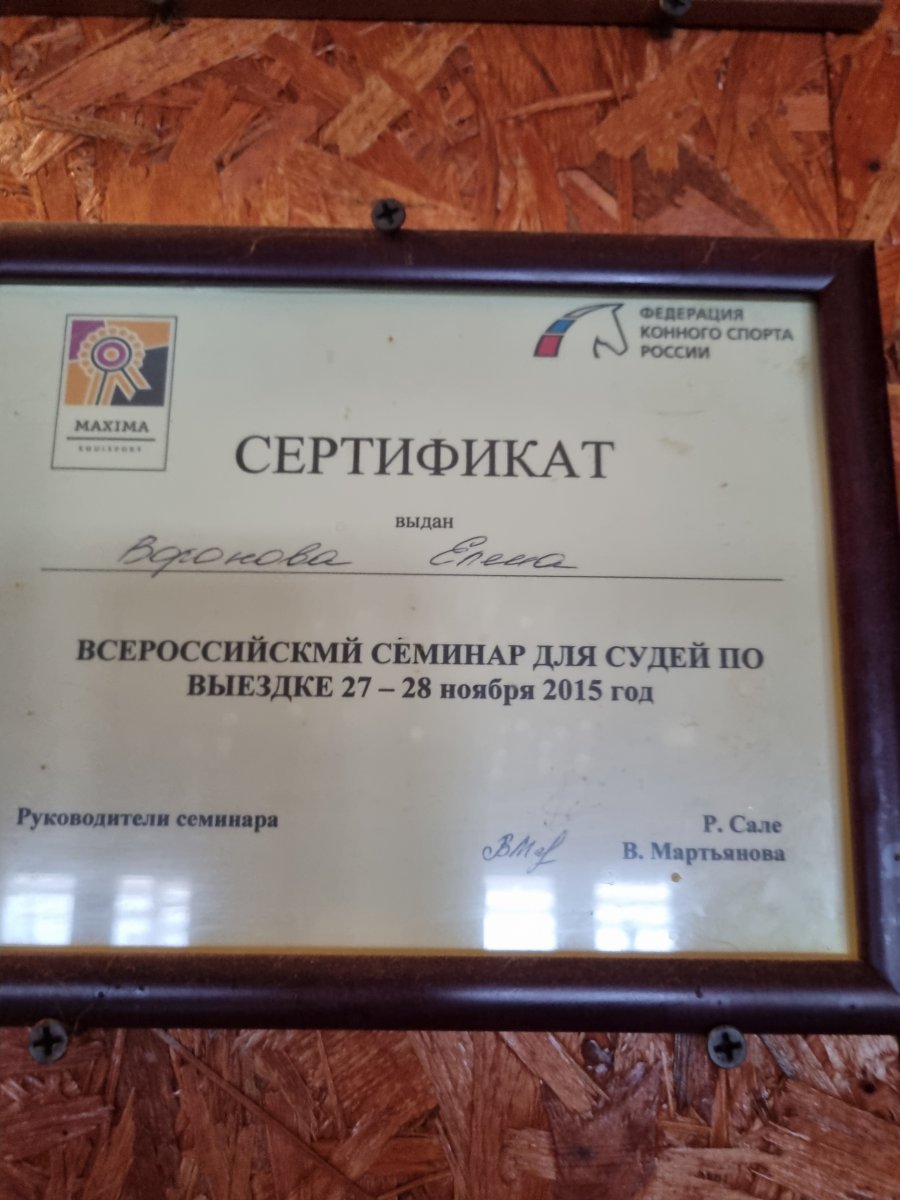 ФЕДЕРАЦИЯ
КОННОГО СПОРТА
РОССИИ
MAXIMA
EQUISPORT
СЕРТИФИКАТ
выдан
Воронова Елена
ВСЕРОССИЙСКМЙ СЕМИНАР ДЛЯ СУДЕЙ ПО
ВЫЕЗДКЕ 27 – 28 ноября 2015 год
Руководители семинара
Р. Сале
В. Мартьянова